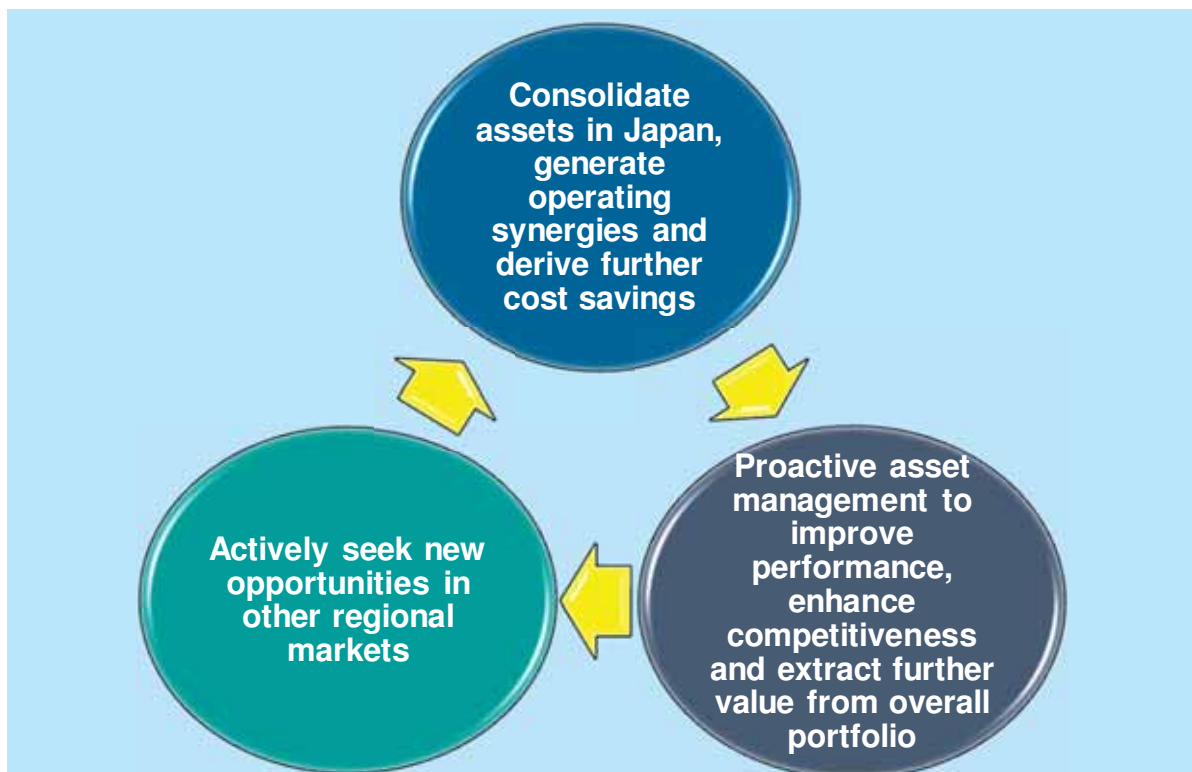 Consolidate
assets in Japan,
generate
operating
synergies and
derive further
cost savings
Proactive asset
management to
improve
performance,
enhance
competitiveness
and extract further
value from overall
portfolio
Actively seek new
opportunities in
other regional
markets